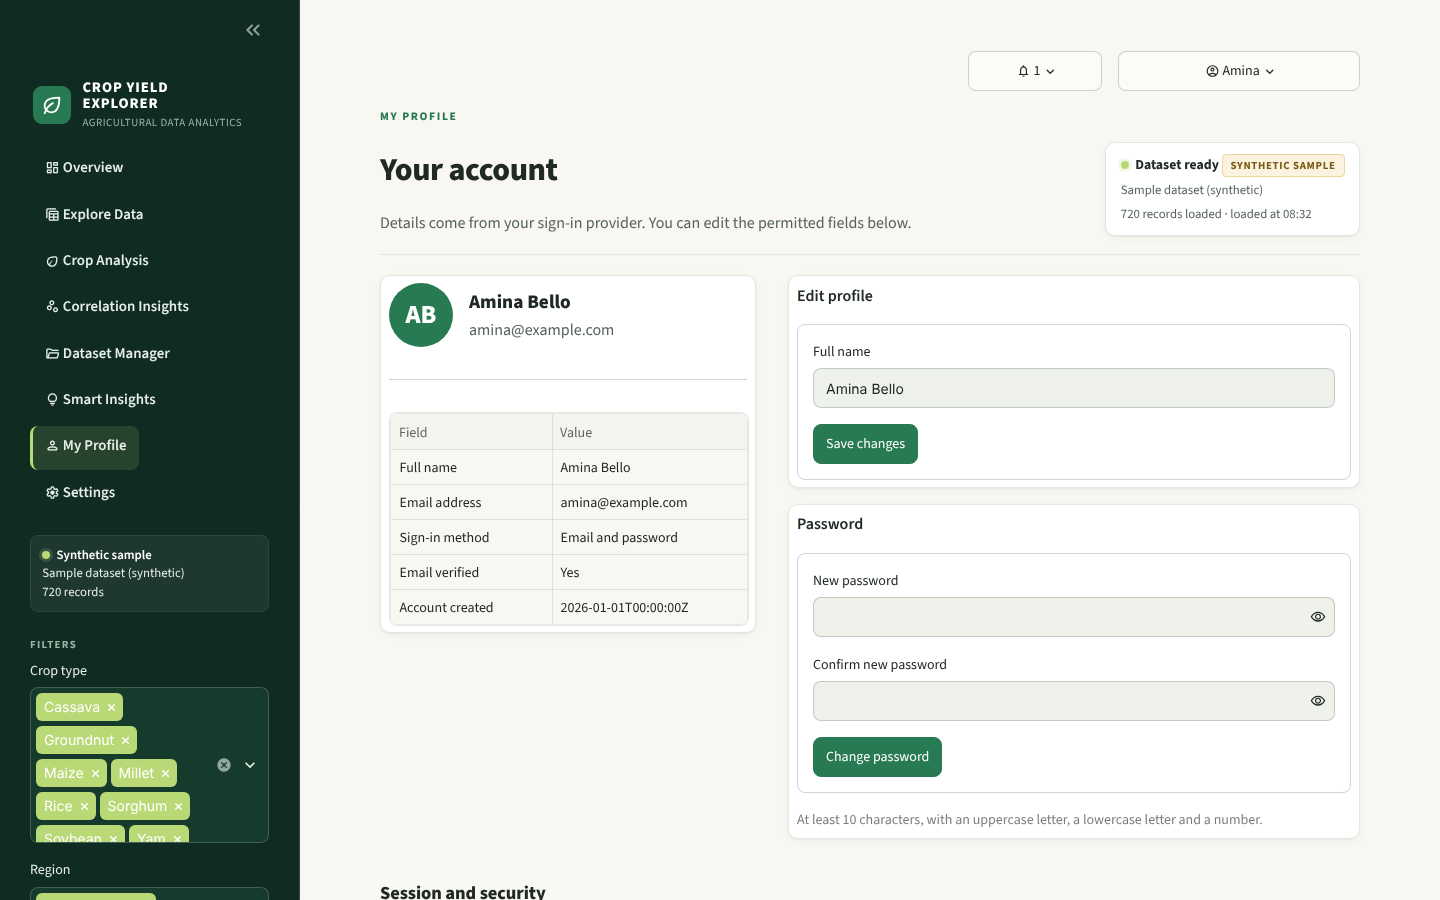 CROP YIELD
EXPLORER
AGRICULTURAL DATA ANALYTICS
Overview
Explore Data
Crop Analysis
Correlation Insights
Dataset Manager
Smart Insights
My Profile
Settings
Synthetic sample
Sample dataset (synthetic)
720 records
FILTERS
Crop type
Cassava ×
Groundnut ×
Maize × Millet ×
Rice × Sorghum ×
Soybean × Yam ×
Region
1
Amina
MY PROFILE
Your account
Details come from your sign-in provider. You can edit the permitted fields below.
Dataset ready SYNTHETIC SAMPLE
Sample dataset (synthetic)
720 records loaded · loaded at 08:32
AB
Amina Bello
amina@example.com
Field Value
Full name Amina Bello
Email address amina@example.com
Sign-in method Email and password
Email verified Yes
Account created 2026-01-01T00:00:00Z
Edit profile
Full name
Amina Bello
Save changes
Password
New password
Confirm new password
Change password
At least 10 characters, with an uppercase letter, a lowercase letter and a number.
Session and security